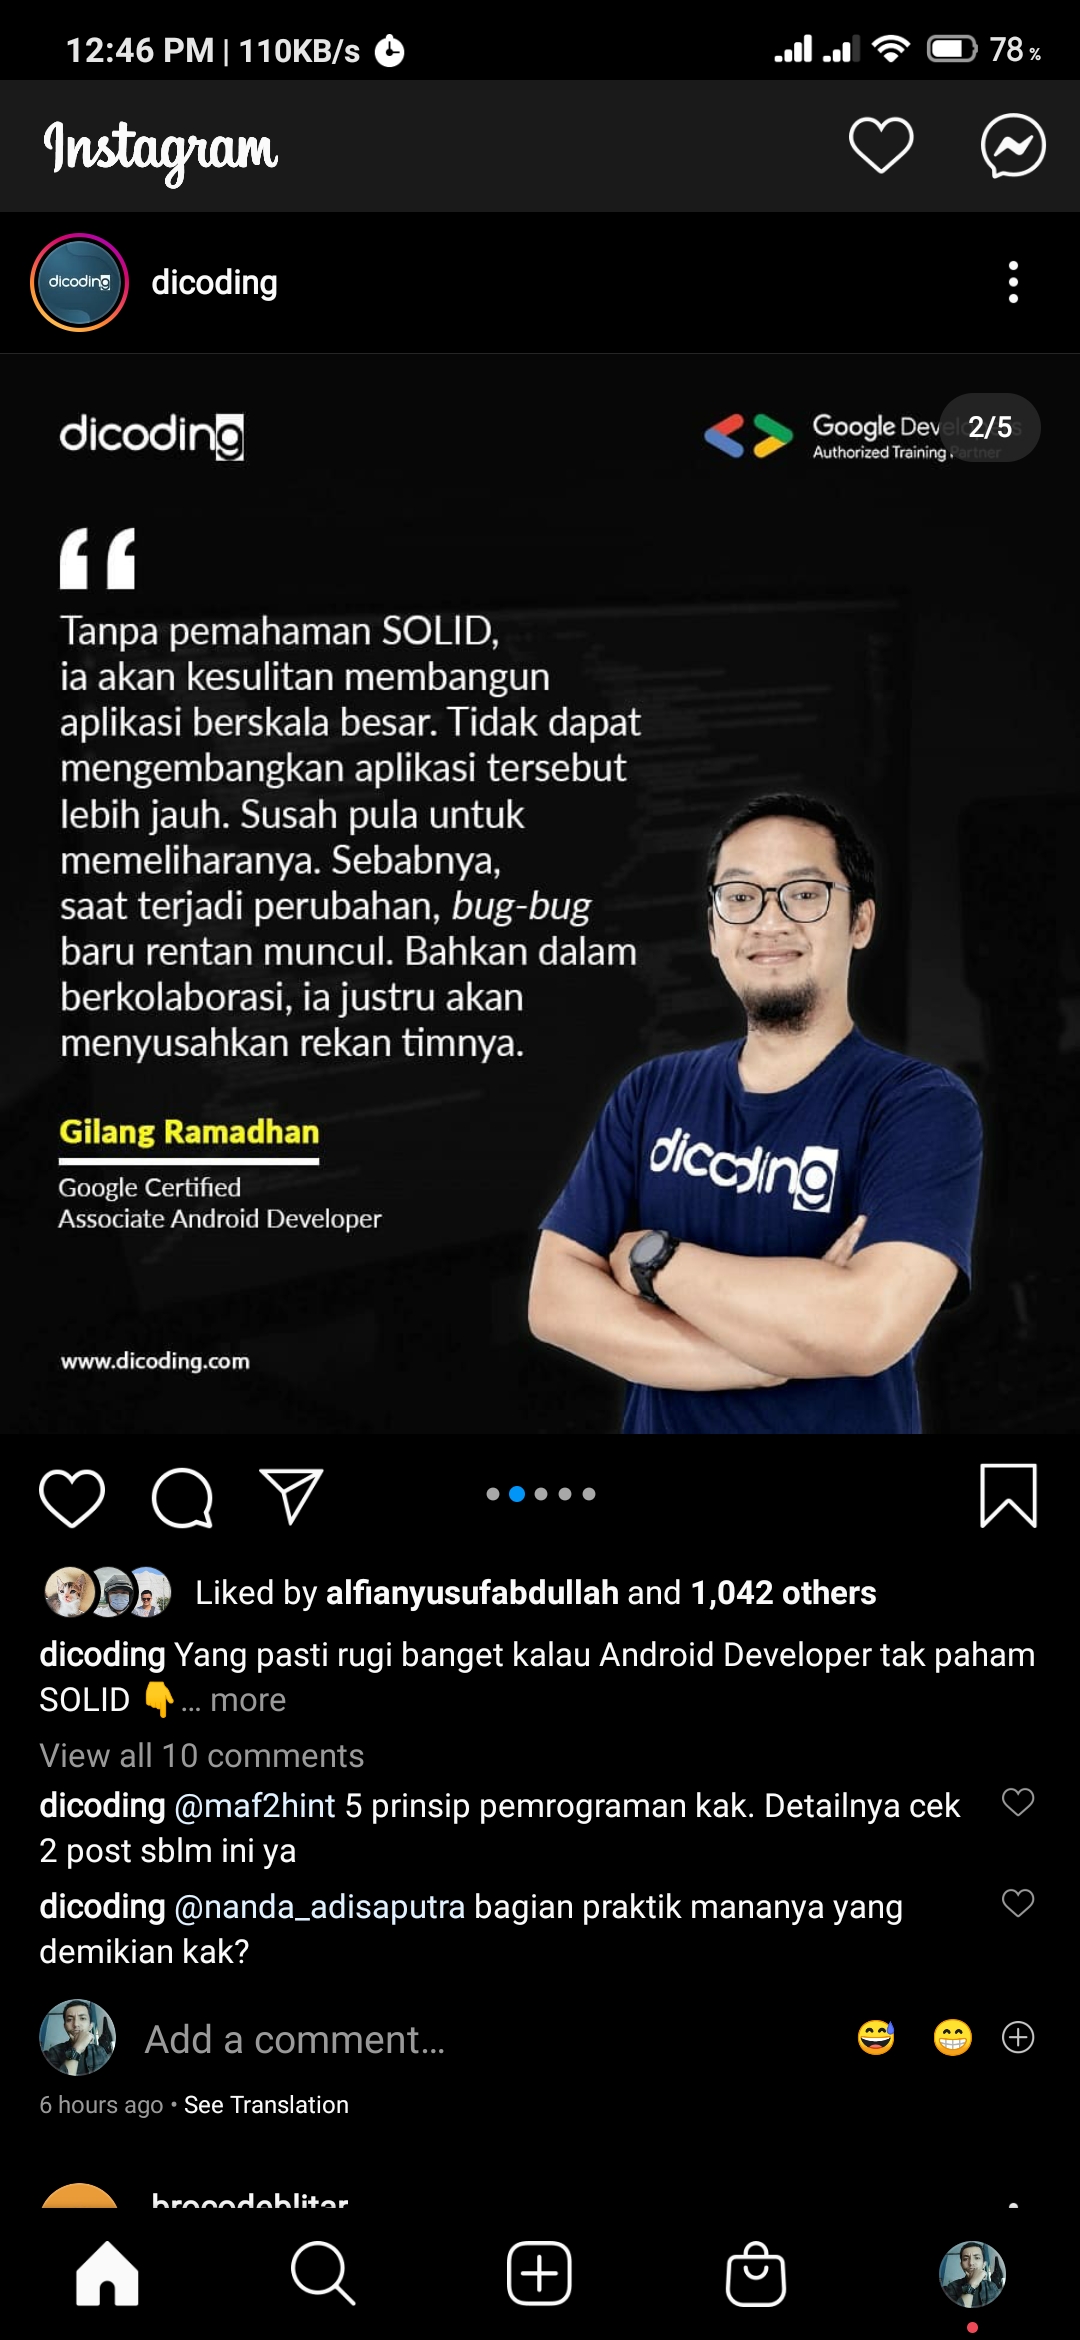 12:46 PM | 110KB/s
78%
Instagram
dicoding
dicoding
dicoding
Google Developers
Authorized Training Partner
2/5
“
Tanpa pemahaman SOLID,
ia akan kesulitan membangun
aplikasi berskala besar. Tidak dapat
mengembangkan aplikasi tersebut
lebih jauh. Susah pula untuk
memeliharanya. Sebabnya,
saat terjadi perubahan, bug-bug
baru rentan muncul. Bahkan dalam
berkolaborasi, ia justru akan
menyusahkan rekan timnya.
Gilang Ramadhan
Google Certified
Associate Android Developer
dicoding
www.dicoding.com
Liked by alfianyusufabdullah and 1,042 others
dicoding Yang pasti rugi banget kalau Android Developer tak paham
SOLID 👇... more
View all 10 comments
dicoding @maf2hint 5 prinsip pemrograman kak. Detailnya cek
2 post sblm ini ya
dicoding @nanda_adisaputra bagian praktik mananya yang
demikian kak?
Add a comment...
6 hours ago • See Translation
brocodeblitar